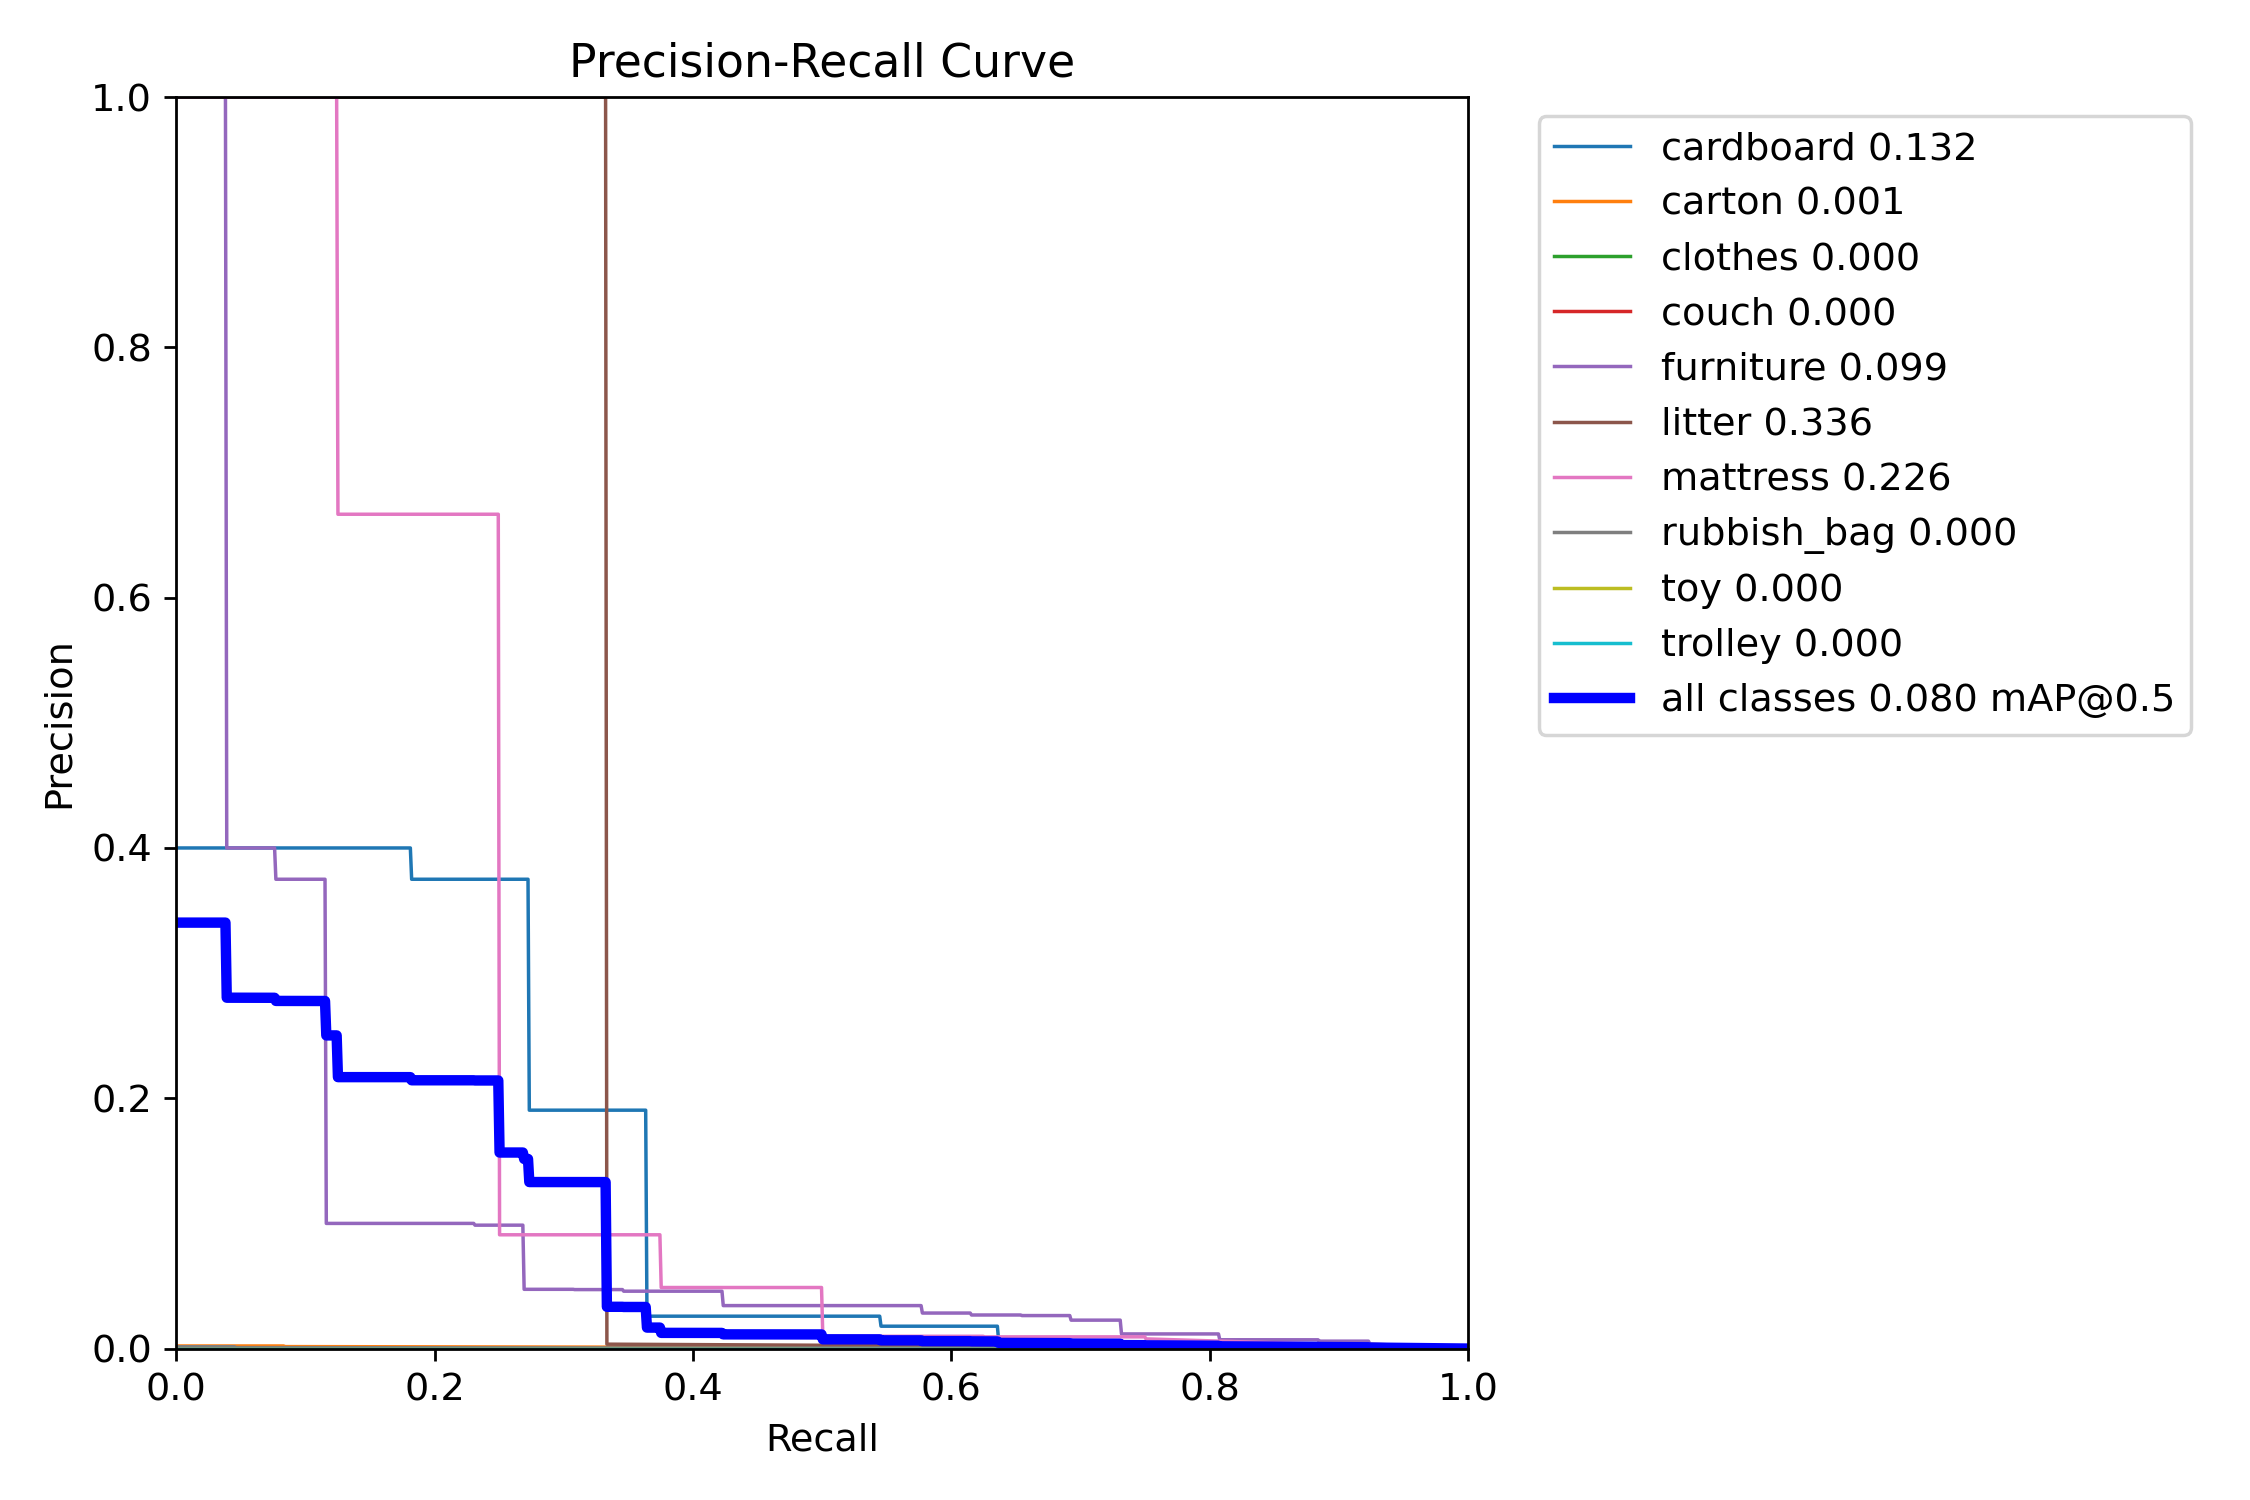 Precision-Recall Curve
1.0
0.8
0.6
0.4
0.2
0.0
Precision
0.0 0.2 0.4 0.6 0.8 1.0
Recall
cardboard 0.132
carton 0.001
clothes 0.000
couch 0.000
furniture 0.099
litter 0.336
mattress 0.226
rubbish_bag 0.000
toy 0.000
trolley 0.000
all classes 0.080 mAP@0.5